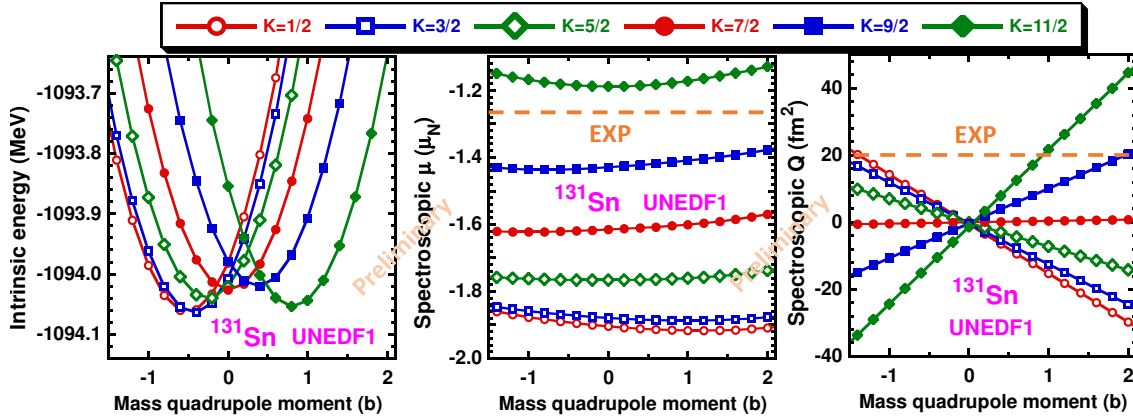 K=1/2 K=3/2 K=5/2 K=7/2 K=9/2 K=11/2
Intrinsic energy (MeV)
-1093.7
-1093.8
-1093.9
-1094.0
-1094.1
-1 0 1 2
Mass quadrupole moment (b)
¹³¹Sn UNEDF1
Preliminary
Spectroscopic μ (μN)
-1.2
-1.4
-1.6
-1.8
-2.0
-1 0 1 2
Mass quadrupole moment (b)
EXP
¹³¹Sn UNEDF1
Preliminary
Spectroscopic Q (fm²)
40
20
0
-20
-40
-1 0 1 2
Mass quadrupole moment (b)
EXP
¹³¹Sn
UNEDF1